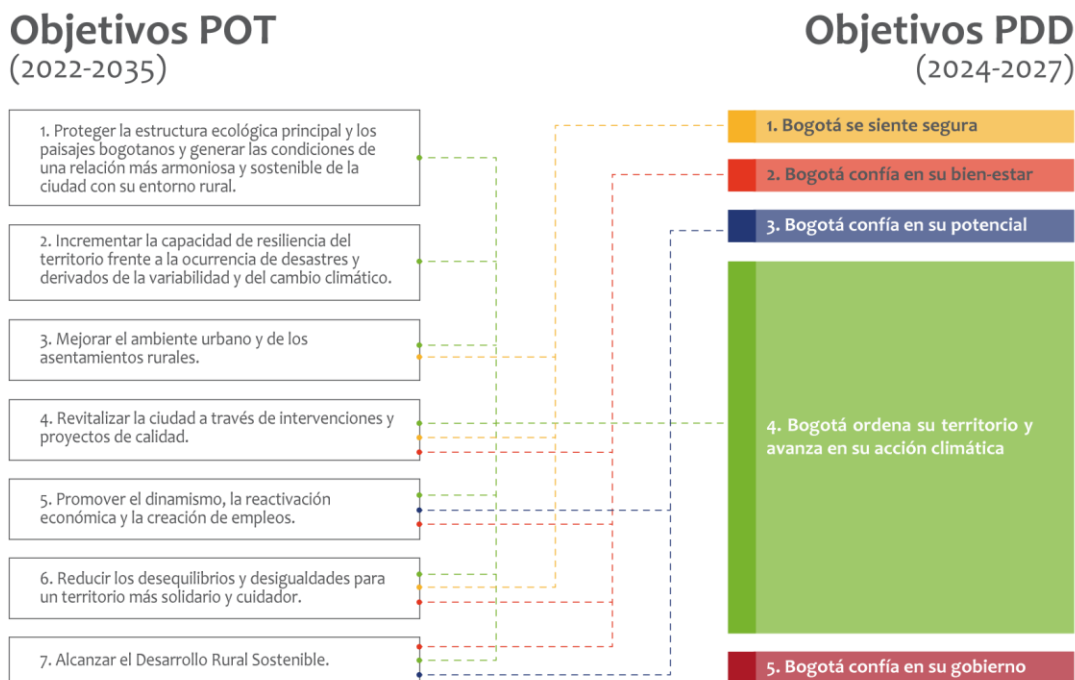 Objetivos POT
(2022-2035)
1. Proteger la estructura ecológica principal y los
paisajes bogotanos y generar las condiciones de
una relación más armoniosa y sostenible de la
ciudad con su entorno rural.
2. Incrementar la capacidad de resiliencia del
territorio frente a la ocurrencia de desastres y
derivados de la variabilidad y del cambio climático.
3. Mejorar el ambiente urbano y de los
asentamientos rurales.
4. Revitalizar la ciudad a través de intervenciones y
proyectos de calidad.
5. Promover el dinamismo, la reactivación
económica y la creación de empleos.
6. Reducir los desequilibrios y desigualdades para
un territorio más solidario y cuidador.
7. Alcanzar el Desarrollo Rural Sostenible.
Objetivos PDD
(2024-2027)
1. Bogotá se siente segura
2. Bogotá confía en su bien-estar
3. Bogotá confía en su potencial
4. Bogotá ordena su territorio y
avanza en su acción climática
5. Bogotá confía en su gobierno